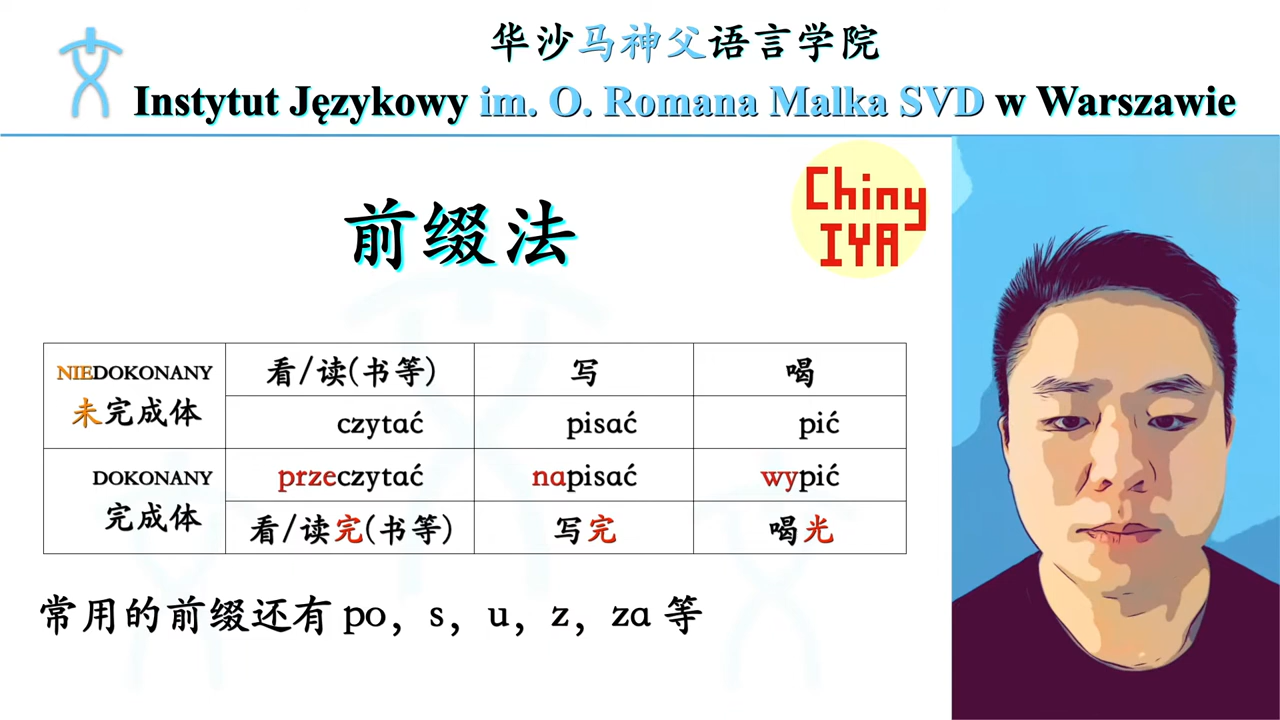 华沙马神父语言学院
Instytut Językowy im. O. Romana Malka SVD w Warszawie
Chiny
IYA
前缀法
NIEDOKONANY
未完成体
看/读(书等) 写 喝
czytać pisać pić
DOKONANY
完成体
przeczytać napisać wypić
看/读完(书等) 写完 喝光
常用的前缀还有 po，s，u，z，za 等